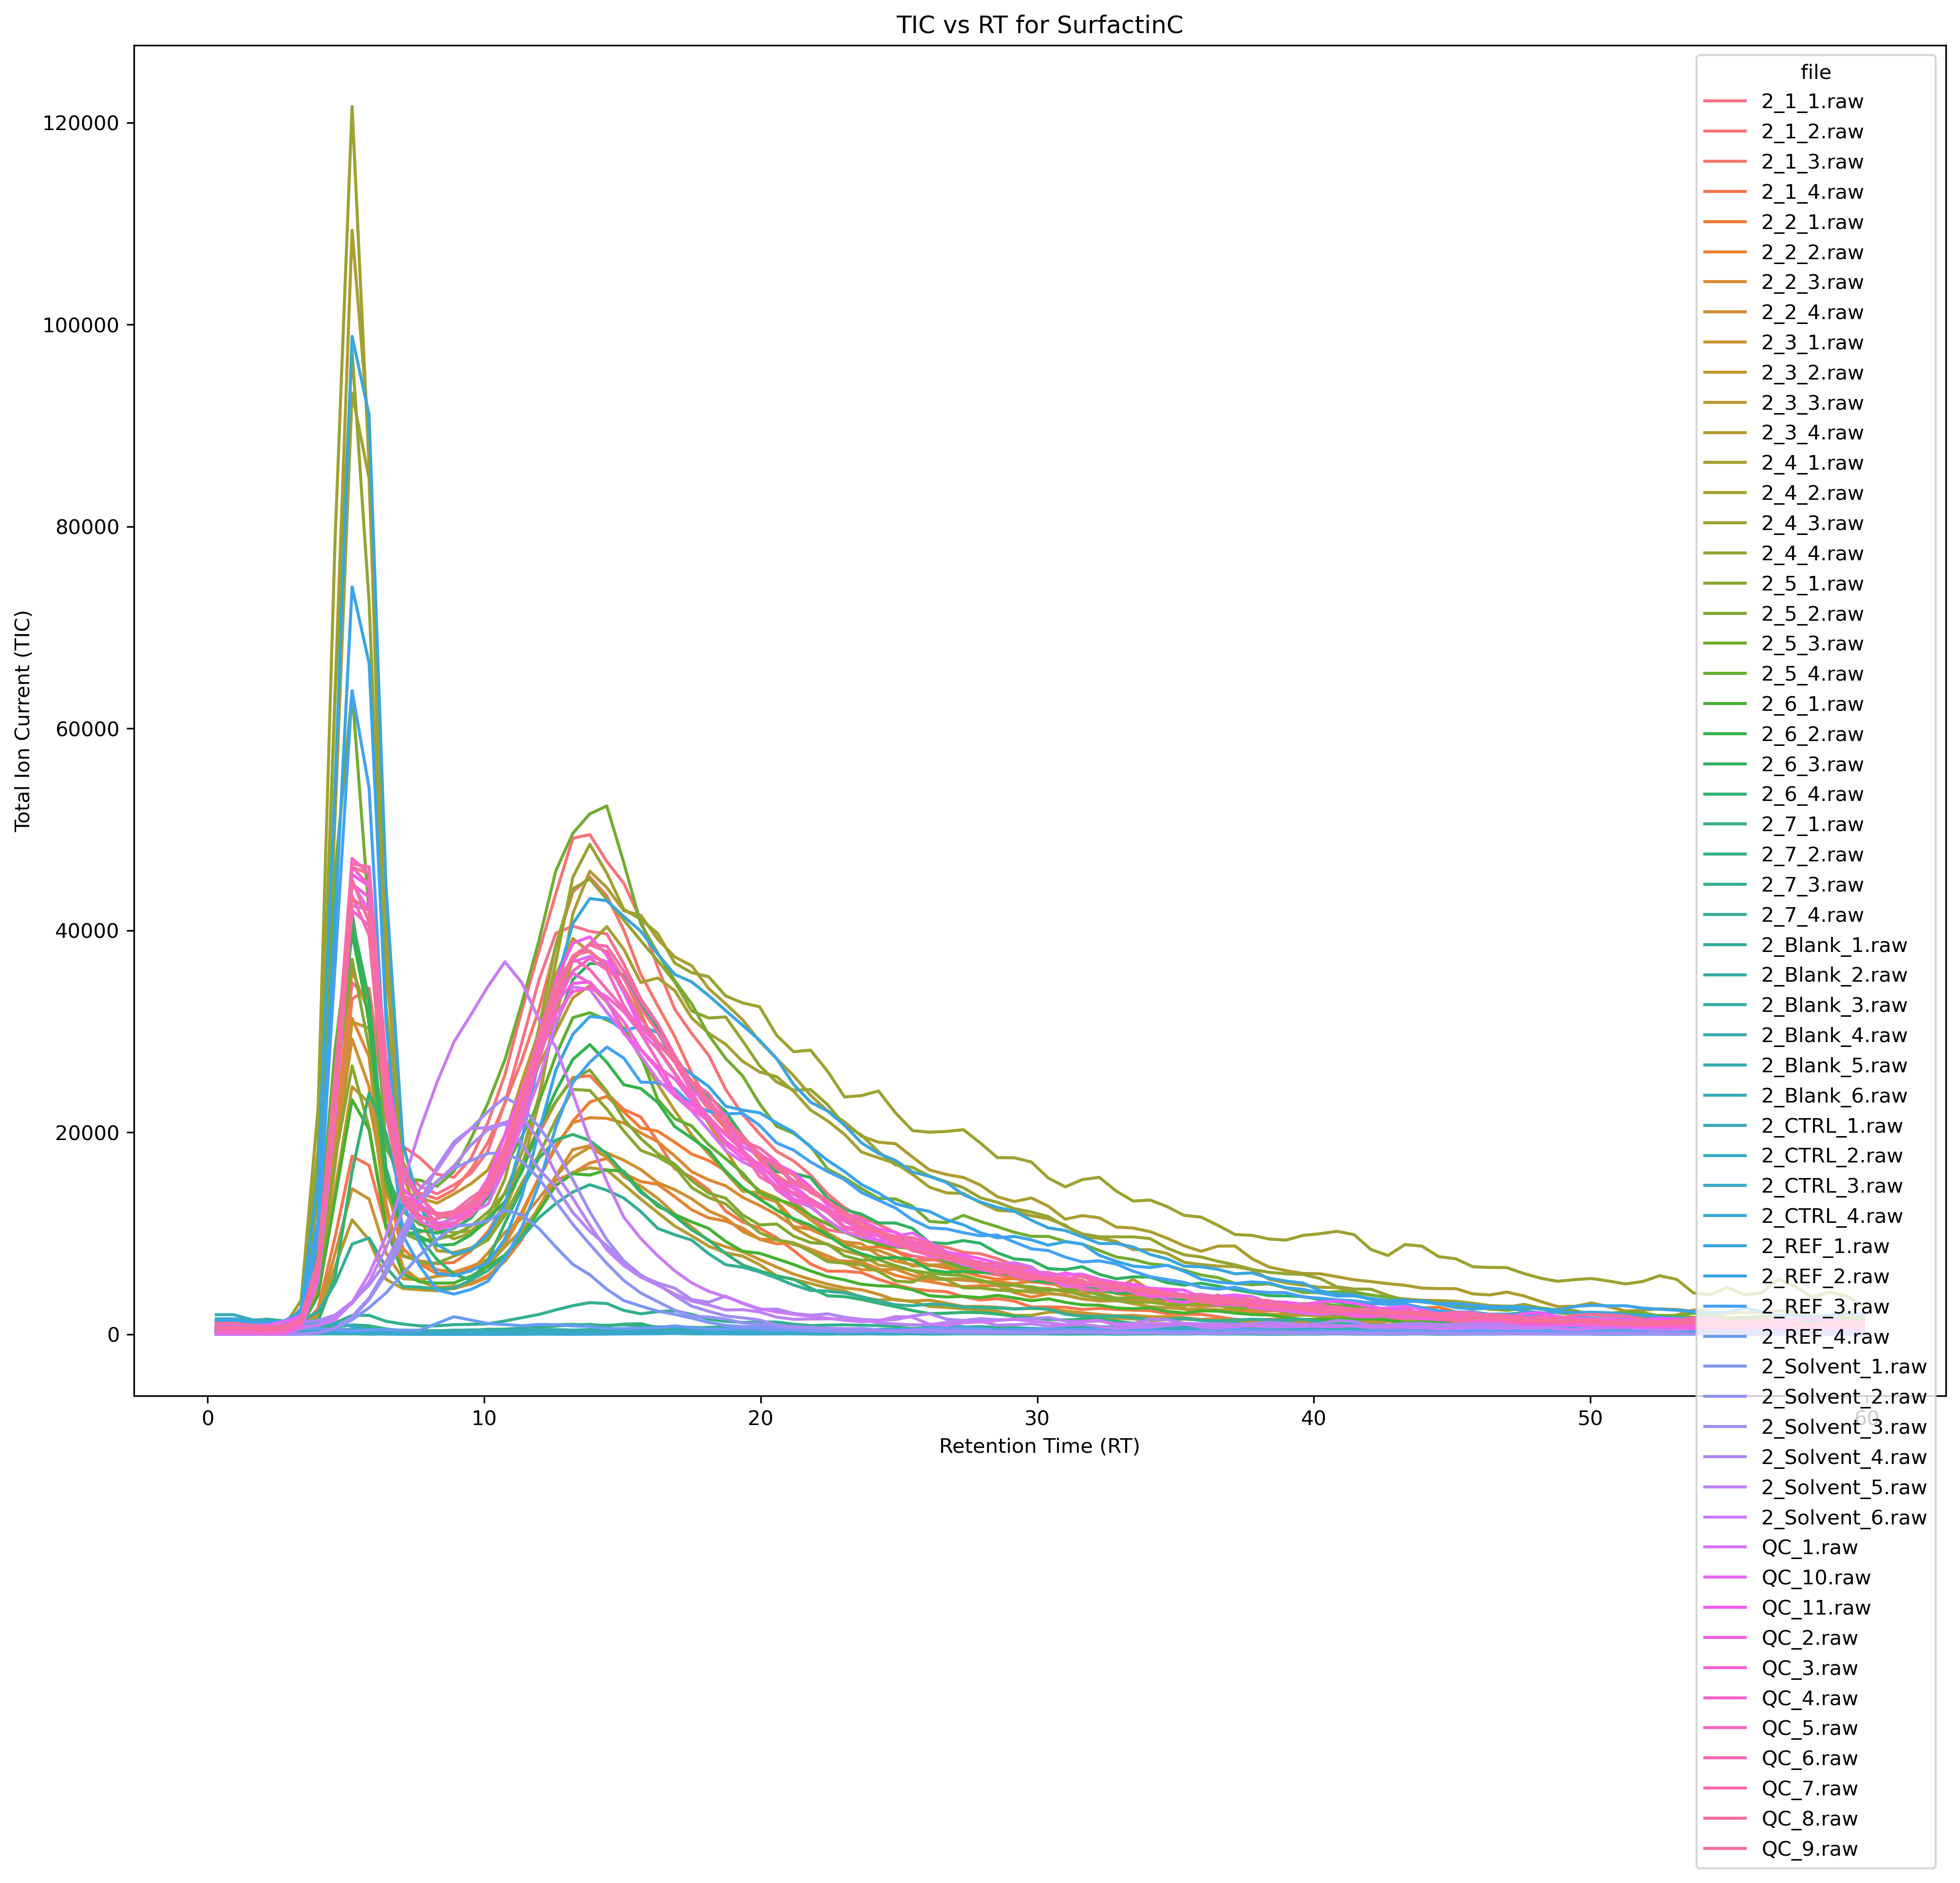 TIC vs RT for SurfactinC
file
2_1_1.raw
2_1_2.raw
2_1_3.raw
2_1_4.raw
2_2_1.raw
2_2_2.raw
2_2_3.raw
2_2_4.raw
2_3_1.raw
2_3_2.raw
2_3_3.raw
2_3_4.raw
2_4_1.raw
2_4_2.raw
2_4_3.raw
2_4_4.raw
2_5_1.raw
2_5_2.raw
2_5_3.raw
2_5_4.raw
2_6_1.raw
2_6_2.raw
2_6_3.raw
2_6_4.raw
2_7_1.raw
2_7_2.raw
2_7_3.raw
2_7_4.raw
2_Blank_1.raw
2_Blank_2.raw
2_Blank_3.raw
2_Blank_4.raw
2_Blank_5.raw
2_Blank_6.raw
2_CTRL_1.raw
2_CTRL_2.raw
2_CTRL_3.raw
2_CTRL_4.raw
2_REF_1.raw
2_REF_2.raw
2_REF_3.raw
2_REF_4.raw
2_Solvent_1.raw
2_Solvent_2.raw
2_Solvent_3.raw
2_Solvent_4.raw
2_Solvent_5.raw
2_Solvent_6.raw
QC_1.raw
QC_10.raw
QC_11.raw
QC_2.raw
QC_3.raw
QC_4.raw
QC_5.raw
QC_6.raw
QC_7.raw
QC_8.raw
QC_9.raw
Total Ion Current (TIC)
120000
100000
80000
60000
40000
20000
0
0 10 20 30 40 50 60
Retention Time (RT)